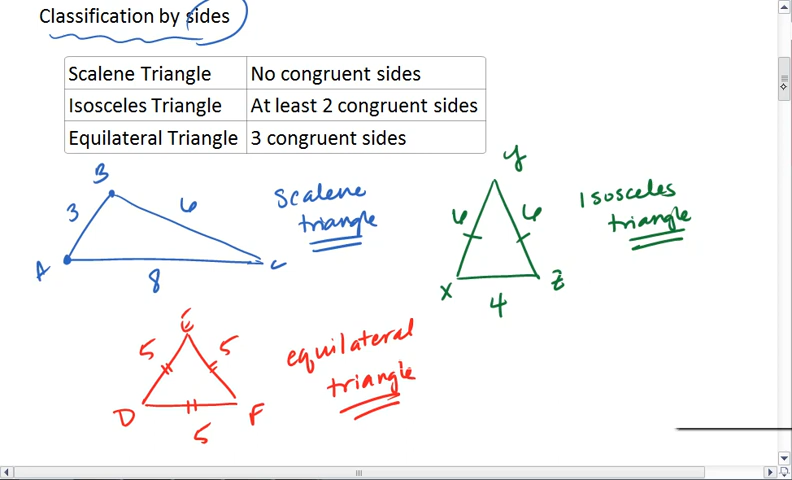 Classification by sides
Scalene Triangle No congruent sides
Isosceles Triangle At least 2 congruent sides
Equilateral Triangle 3 congruent sides
B
3
6
A
C
8
Scalene
triangle
Y
6
6
X
Z
4
Isosceles
triangle
E
5
5
D
F
5
equilateral
triangle